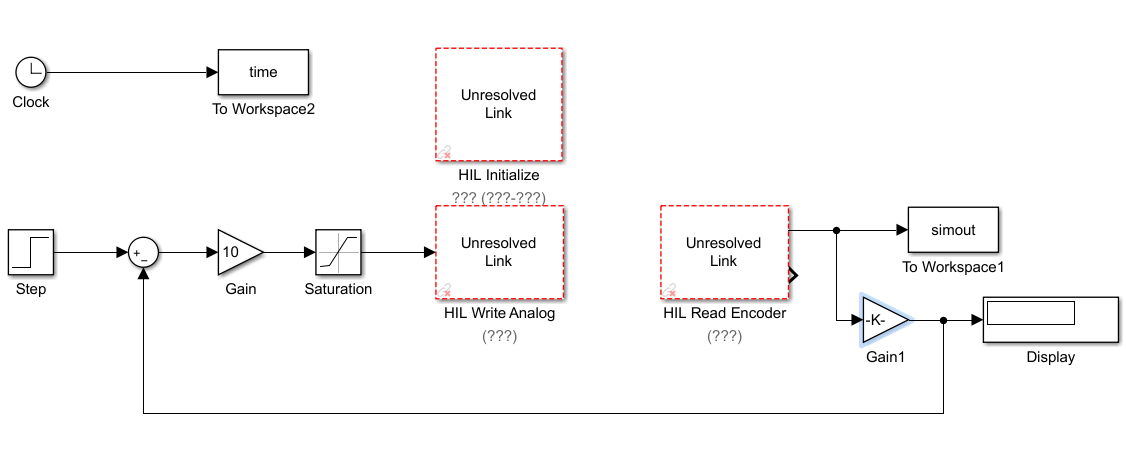 time
Clock
To Workspace2
Unresolved
Link
HIL Initialize
??? (???-???)
+
−
10
Step
Gain
Saturation
Unresolved
Link
HIL Write Analog
(???)
Unresolved
Link
HIL Read Encoder
(???)
simout
To Workspace1
-K-
Gain1
Display